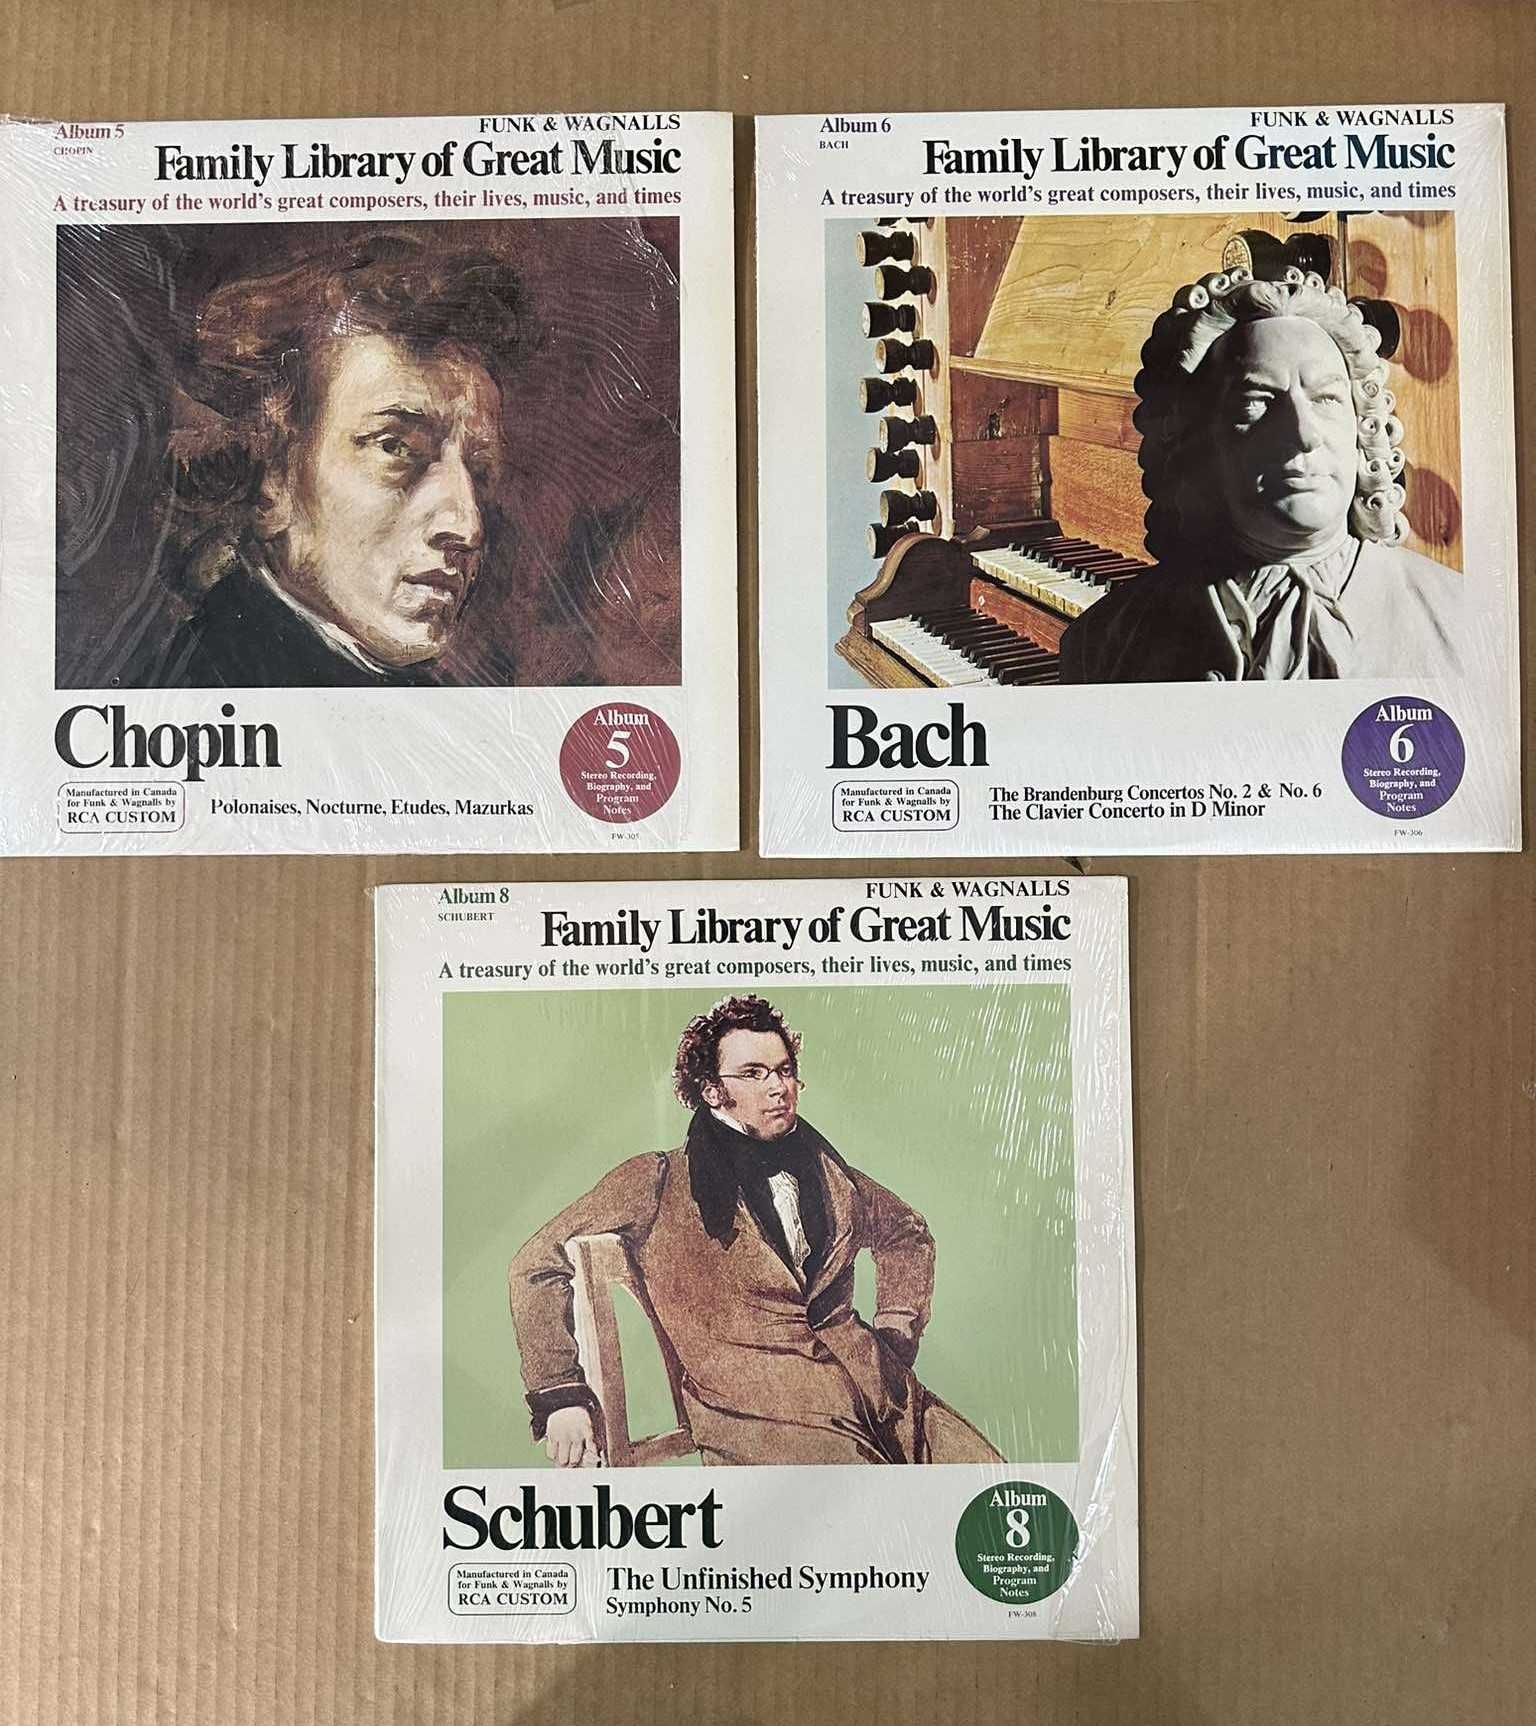 Album 5
CHOPIN
FUNK & WAGNALLS
Family Library of Great Music
A treasury of the world's great composers, their lives, music, and times
Chopin
Manufactured in Canada
for Funk & Wagnalls by
RCA CUSTOM
Polonaises, Nocturne, Etudes, Mazurkas
Album
5
Stereo Recording,
Biography, and
Program
Notes
FW-305
Album 6
BACH
FUNK & WAGNALLS
Family Library of Great Music
A treasury of the world's great composers, their lives, music, and times
Bach
Manufactured in Canada
for Funk & Wagnalls by
RCA CUSTOM
The Brandenburg Concertos No. 2 & No. 6
The Clavier Concerto in D Minor
Album
6
Stereo Recording,
Biography, and
Program
Notes
FW-306
Album 8
SCHUBERT
FUNK & WAGNALLS
Family Library of Great Music
A treasury of the world's great composers, their lives, music, and times
Schubert
Manufactured in Canada
for Funk & Wagnalls by
RCA CUSTOM
The Unfinished Symphony
Symphony No. 5
Album
8
Stereo Recording,
Biography, and
Program
Notes
FW-308